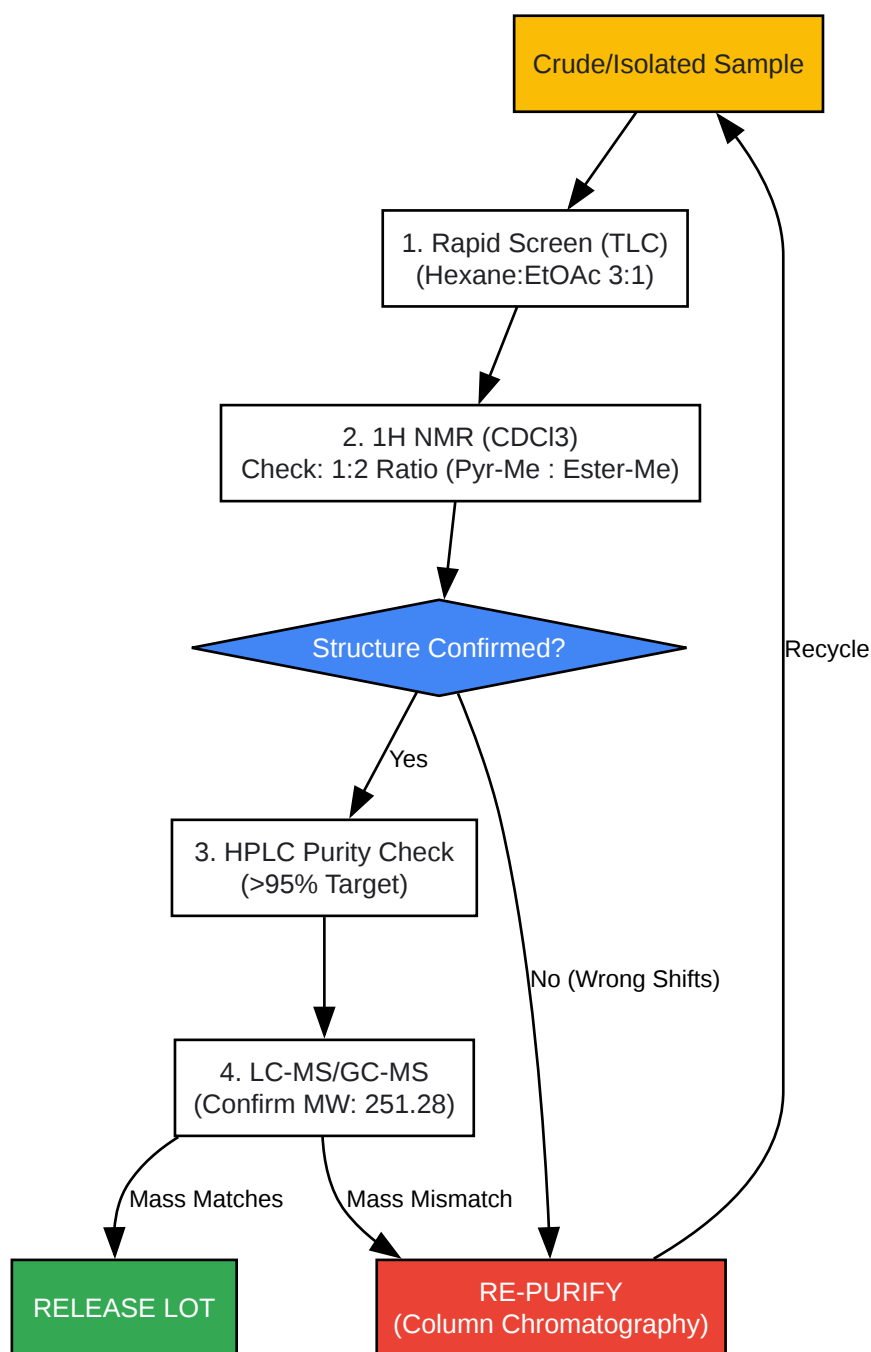 Crude/Isolated Sample
1. Rapid Screen (TLC)
(Hexane:EtOAc 3:1)
2. 1H NMR (CDCl3)
Check: 1:2 Ratio (Pyr-Me : Ester-Me)
Structure Confirmed?
Recycle
Yes
3. HPLC Purity Check
(>95% Target)
No (Wrong Shifts)
4. LC-MS/GC-MS
(Confirm MW: 251.28)
Mass Matches
Mass Mismatch
RELEASE LOT
RE-PURIFY
(Column Chromatography)